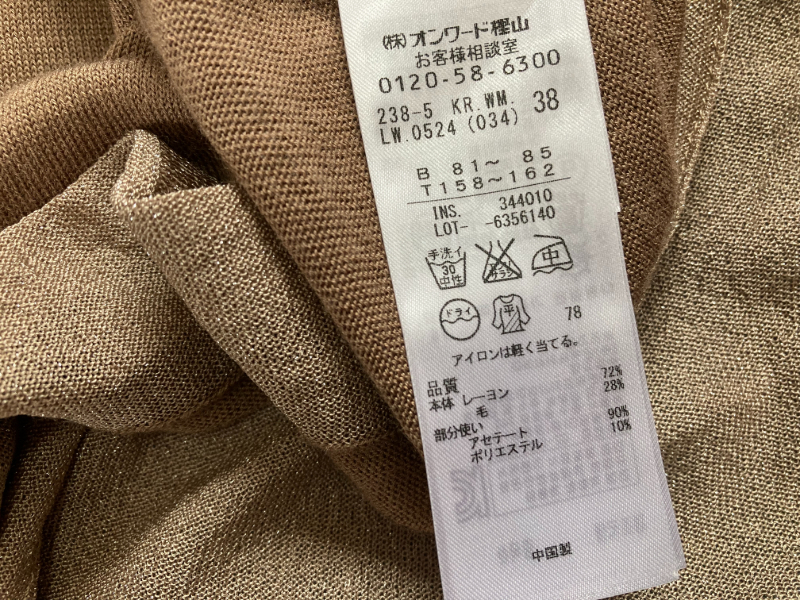 (株)オンワード樫山
お客様相談室
0120-58-6300
238-5 KR.WM. 38
LW.0524 (034)
B 81〜 85
T158〜162
INS. 344010
LOT- -6356140
手洗イ
30
中性
中
ドライ
平
78
アイロンは軽く当てる。
品質
本体 レーヨン 72%
毛 28%
部分使い
アセテート 90%
ポリエステル 10%
中国製